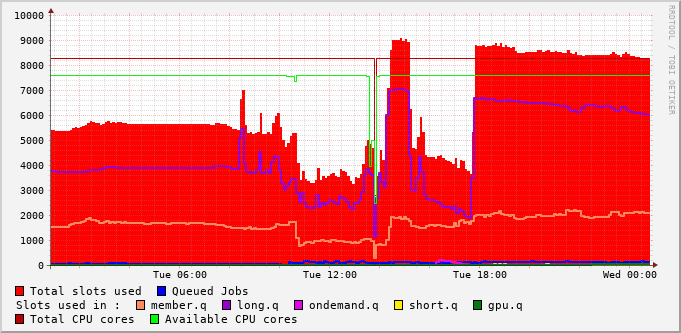 10000
9000
8000
7000
6000
5000
4000
3000
2000
1000
0
Tue 06:00 Tue 12:00 Tue 18:00 Wed 00:00
RRDTOOL / TOBI OETIKER
Total slots used Queued Jobs
Slots used in : member.q long.q ondemand.q short.q gpu.q
Total CPU cores Available CPU cores